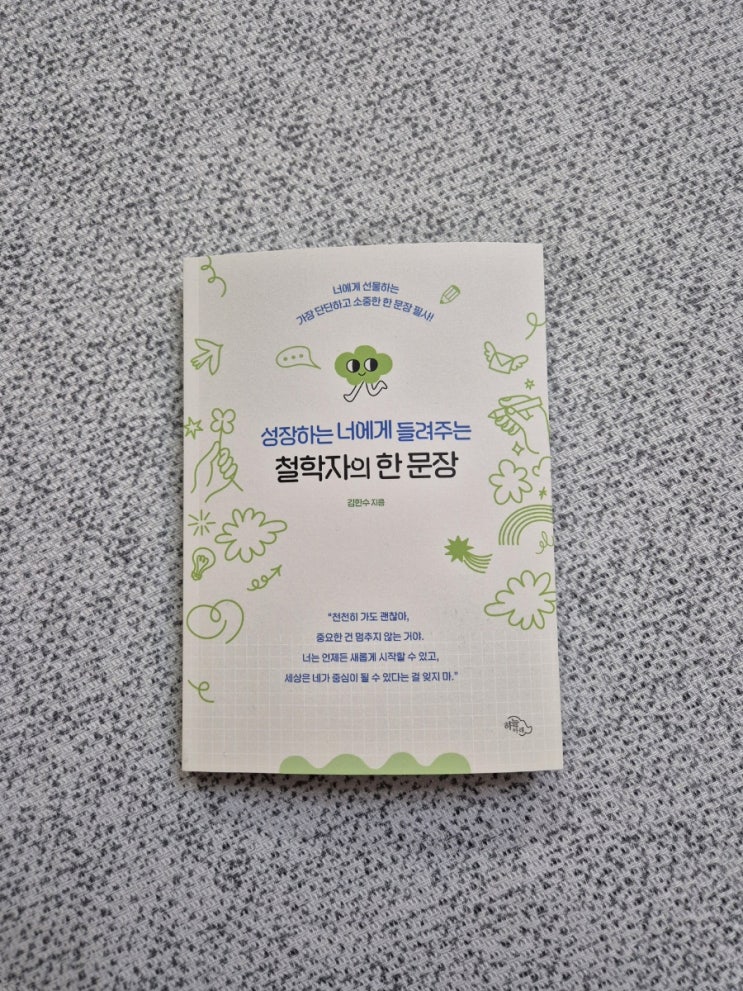 너에게 선물하는
가장 단단하고 소중한 한 문장 필사!
성장하는 너에게 들려주는
철학자의 한 문장
김헌수 지음
"천천히 가도 괜찮아,
중요한 건 멈추지 않는 거야.
너는 언제든 새롭게 시작할 수 있고,
세상은 네가 중심이 될 수 있다는 걸 잊지 마."
하늘